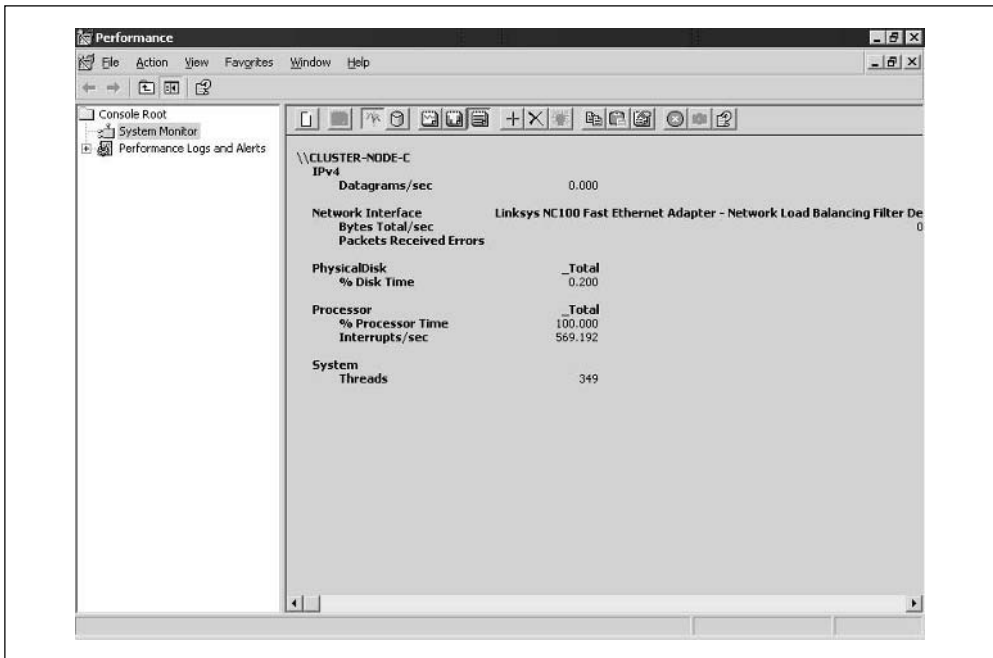 Performance
File Action View Favorites Window Help
Console Root
System Monitor
Performance Logs and Alerts
\\CLUSTER-NODE-C
IPv4
Datagrams/sec 0.000
Network Interface Linksys NC100 Fast Ethernet Adapter - Network Load Balancing Filter De
Bytes Total/sec 0
Packets Received Errors
PhysicalDisk _Total
% Disk Time 0.200
Processor _Total
% Processor Time 100.000
Interrupts/sec 569.192
System
Threads 349